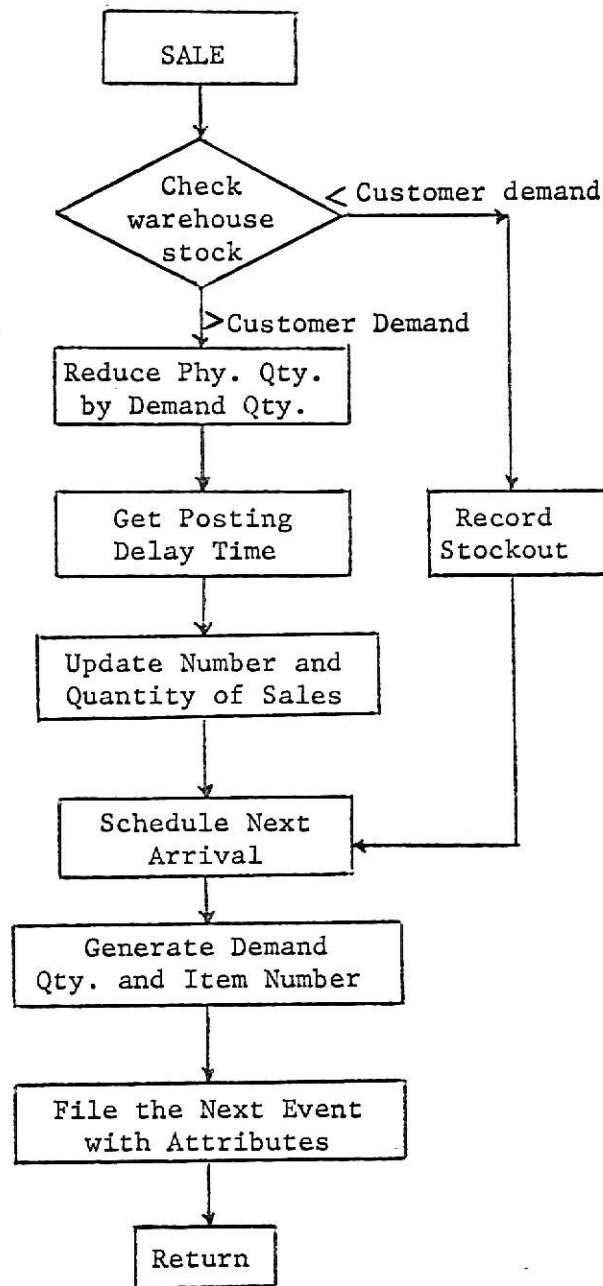 SALE
Check
warehouse
stock
< Customer demand
>Customer Demand
Reduce Phy. Qty.
by Demand Qty.
Get Posting
Delay Time
Record
Stockout
Update Number and
Quantity of Sales
Schedule Next
Arrival
Generate Demand
Qty. and Item Number
File the Next Event
with Attributes
Return